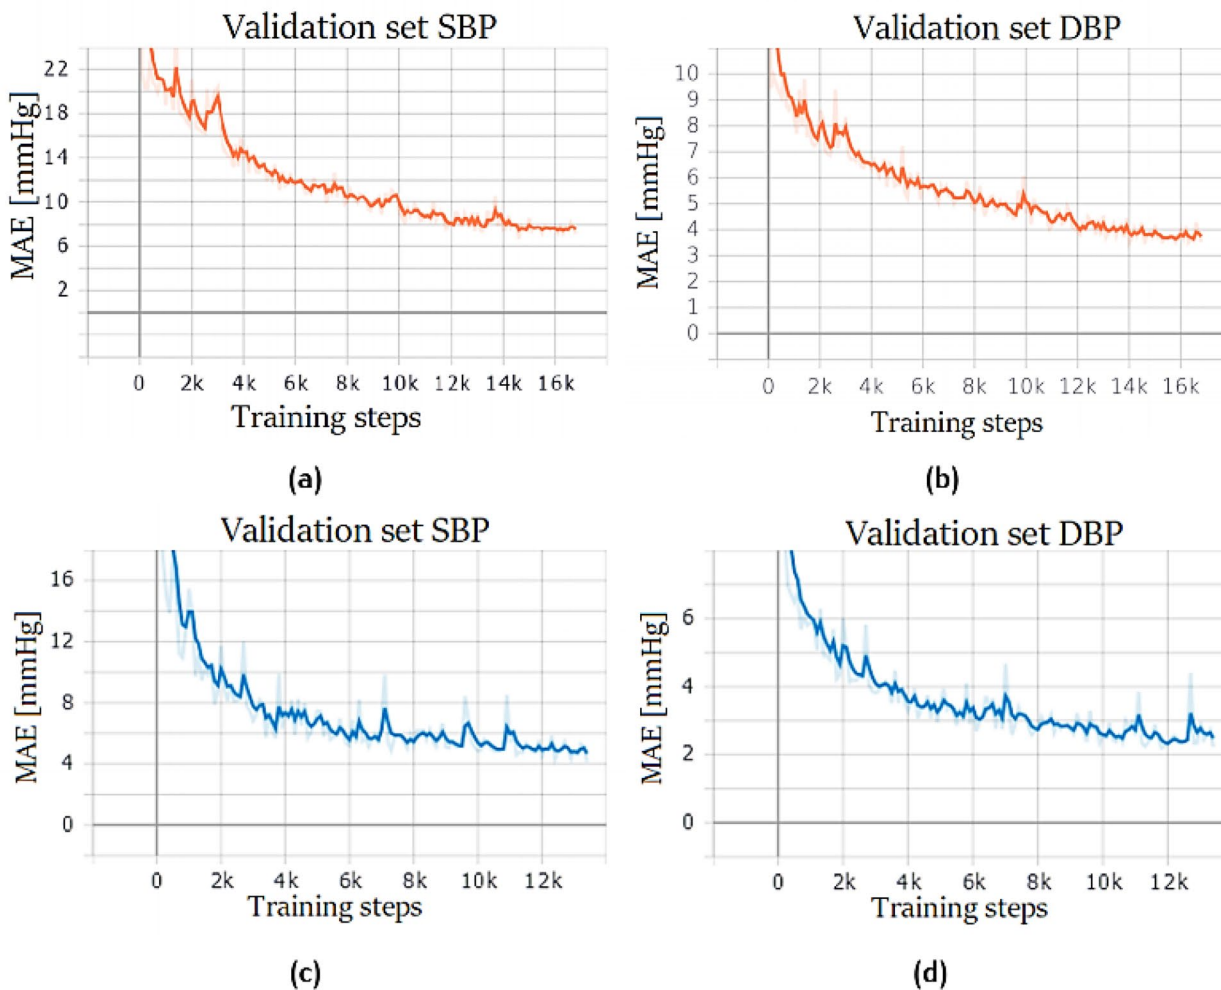 Validation set SBP
MAE [mmHg]
22
18
14
10
6
2
0 2k 4k 6k 8k 10k 12k 14k 16k
Training steps
(a)
Validation set DBP
MAE [mmHg]
10
9
8
7
6
5
4
3
2
1
0
0 2k 4k 6k 8k 10k 12k 14k 16k
Training steps
(b)
Validation set SBP
MAE [mmHg]
16
12
8
4
0
0 2k 4k 6k 8k 10k 12k
Training steps
(c)
Validation set DBP
MAE [mmHg]
6
4
2
0
0 2k 4k 6k 8k 10k 12k
Training steps
(d)